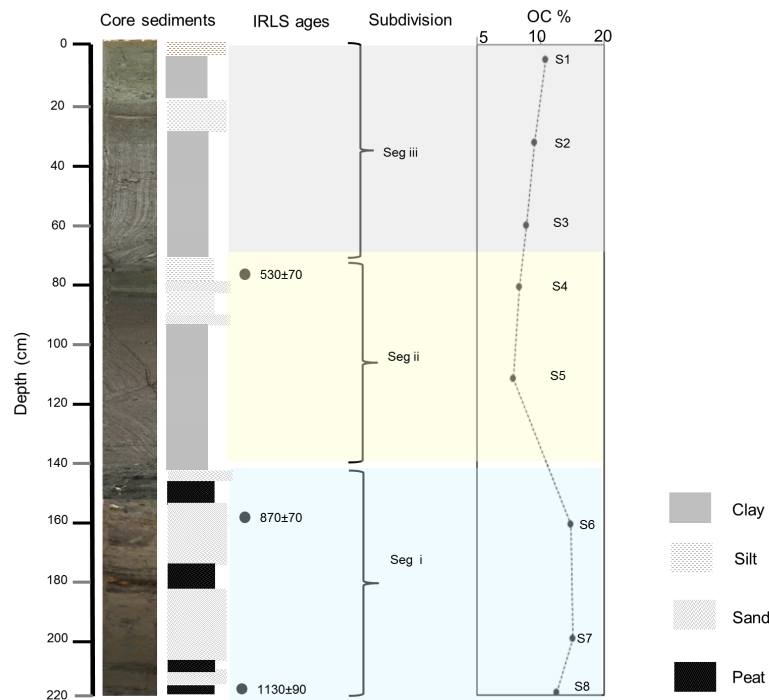 Core sediments IRLS ages Subdivision OC %
5 10 20
0
S1
20
S2
40
Seg iii
60
S3
80
530±70
S4
100
Seg ii
S5
120
140
160
870±70
S6
Seg i
180
200
S7
220
1130±90
S8
Depth (cm)
Clay
Silt
Sand
Peat